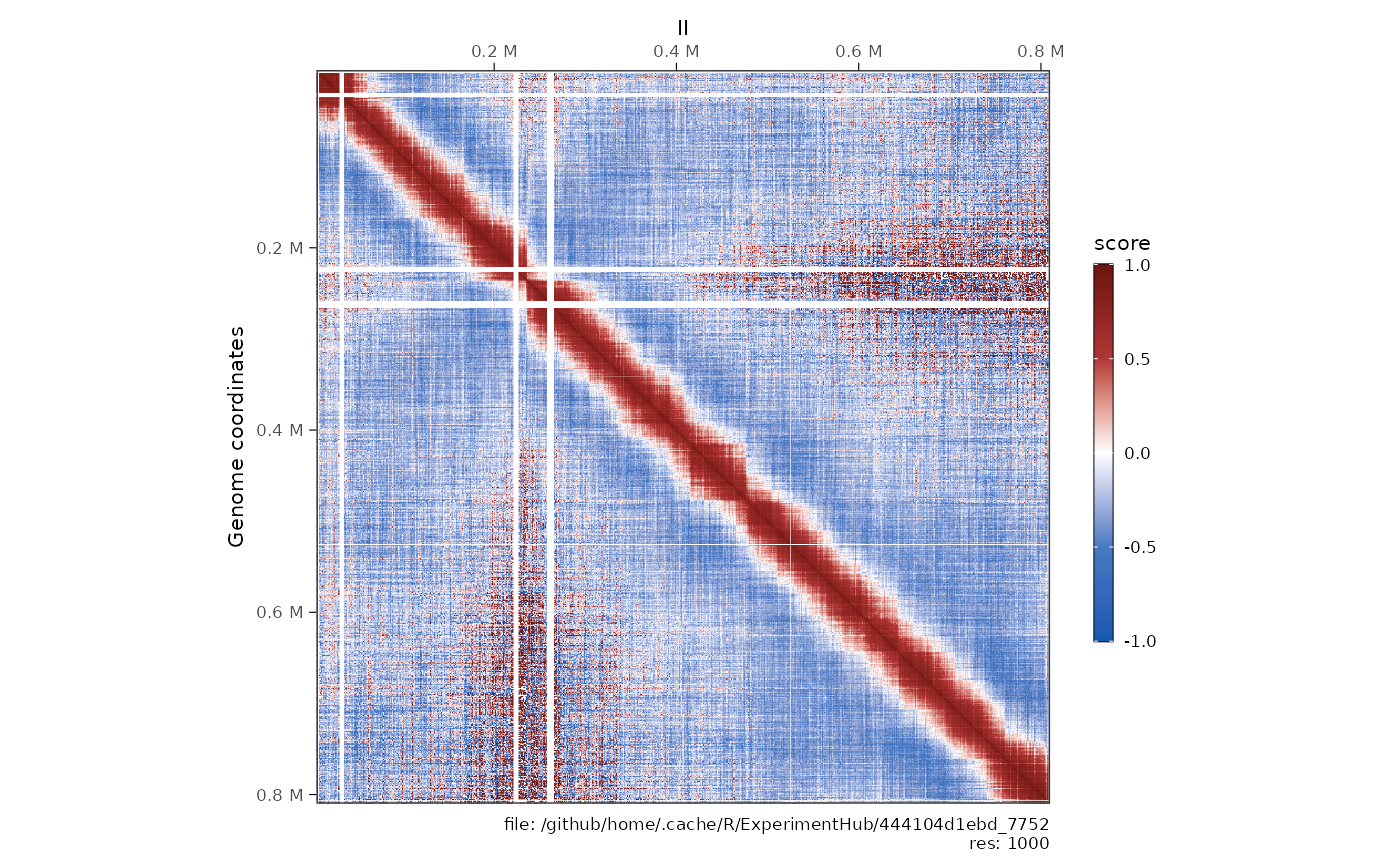 II
0.2 M 0.4 M 0.6 M 0.8 M
0.2 M
0.4 M
0.6 M
0.8 M
Genome coordinates
score
1.0
0.5
0.0
-0.5
-1.0
file: /github/home/.cache/R/ExperimentHub/444104d1ebd_7752
res: 1000